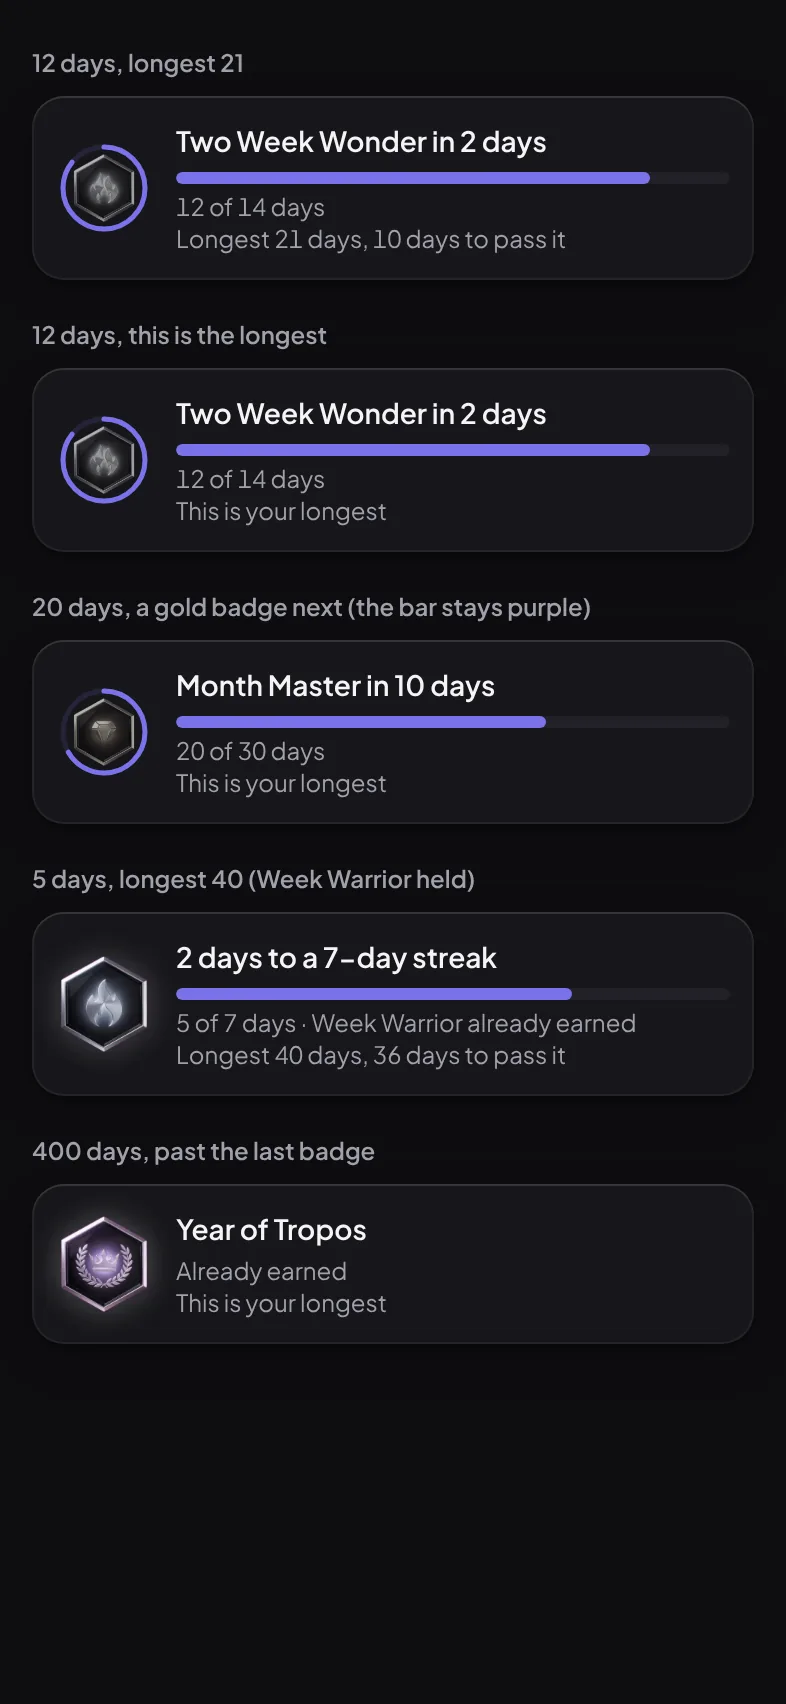 12 days, longest 21
Two Week Wonder in 2 days
12 of 14 days
Longest 21 days, 10 days to pass it
12 days, this is the longest
Two Week Wonder in 2 days
12 of 14 days
This is your longest
20 days, a gold badge next (the bar stays purple)
Month Master in 10 days
20 of 30 days
This is your longest
5 days, longest 40 (Week Warrior held)
2 days to a 7-day streak
5 of 7 days · Week Warrior already earned
Longest 40 days, 36 days to pass it
400 days, past the last badge
Year of Tropos
Already earned
This is your longest